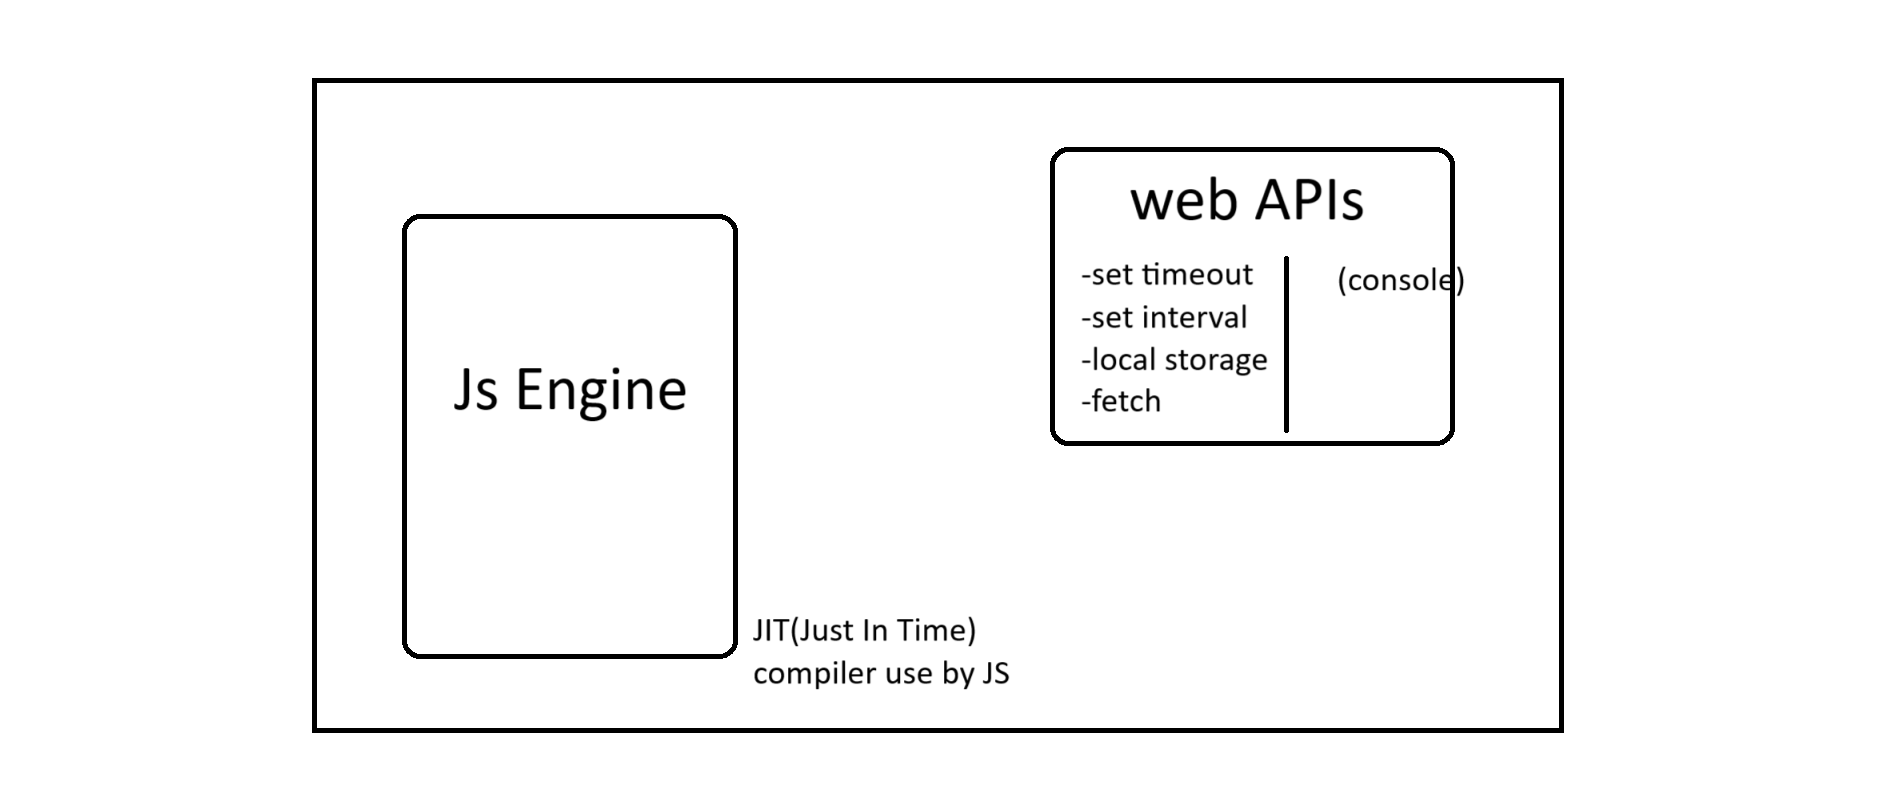 Js Engine
JIT(Just In Time)
compiler use by JS
web APIs
-set timeout
-set interval
-local storage
-fetch
(console)